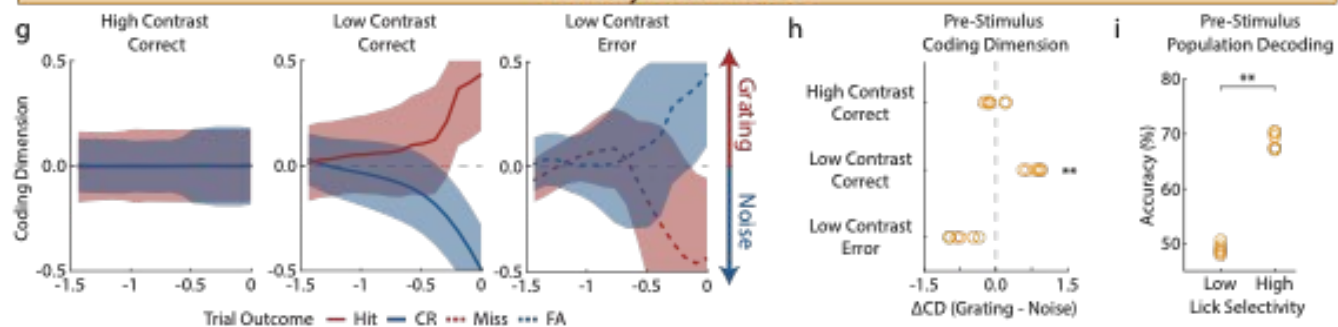 g
High Contrast
Correct
Low Contrast
Correct
Low Contrast
Error
Coding Dimension
0.5
0.0
-0.5
-1.5
-1
-0.5
0
0.5
0.0
-0.5
-1.5
-1
-0.5
0
0.5
0.0
-0.5
-1.5
-1
-0.5
0
Grating
Noise
Trial Outcome Hit CR Miss FA
h
Pre-Stimulus
Coding Dimension
High Contrast
Correct
Low Contrast
Correct
Low Contrast
Error
**
-1.5 0.0 1.5
ΔCD (Grating - Noise)
i
Pre-Stimulus
Population Decoding
Accuracy (%)
80
70
60
50
**
Low High
Lick Selectivity